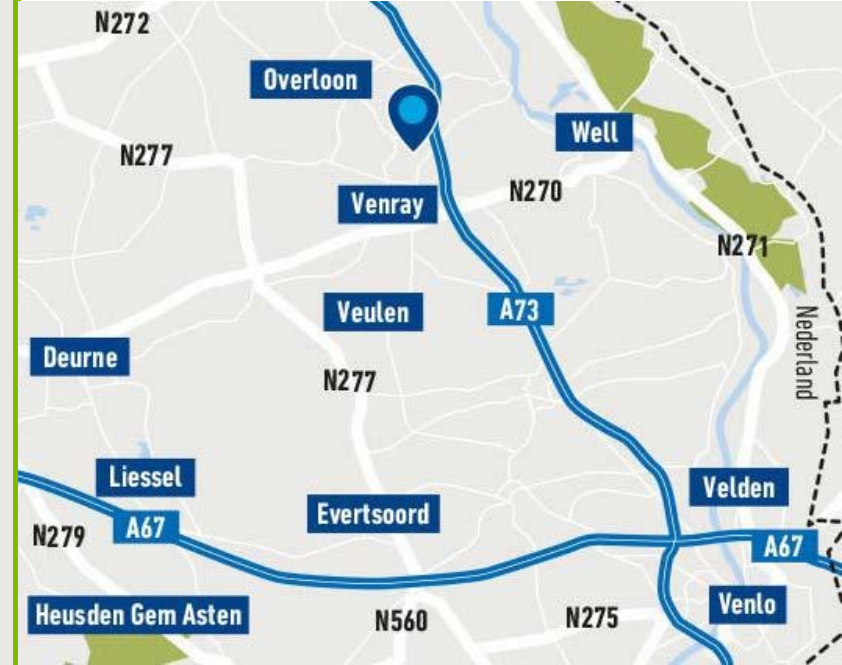 N272
Overloon
Well
N277
N270
Venray
N271
Veulen
A73
Nederland
Deurne
N277
Liessel
Velden
Evertsoord
N279
A67
A67
Heusden Gem Asten
N560
N275
Venlo